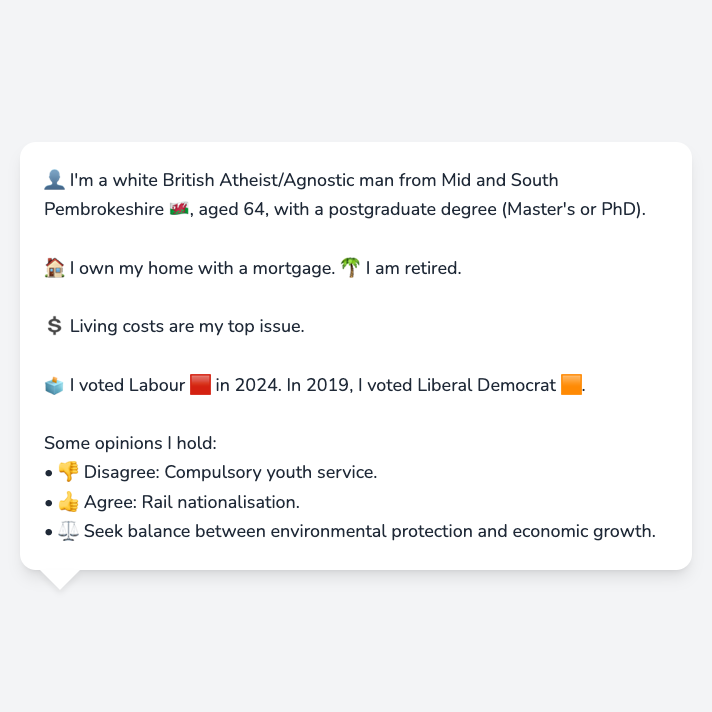 👤 I'm a white British Atheist/Agnostic man from Mid and South
Pembrokeshire 🏴󠁧󠁢󠁷󠁬󠁳󠁿, aged 64, with a postgraduate degree (Master's or PhD).
🏠 I own my home with a mortgage. 🌴 I am retired.
💲 Living costs are my top issue.
🗳️ I voted Labour 🟥 in 2024. In 2019, I voted Liberal Democrat 🟧.
Some opinions I hold:
• 👎 Disagree: Compulsory youth service.
• 👍 Agree: Rail nationalisation.
• ⚖️ Seek balance between environmental protection and economic growth.